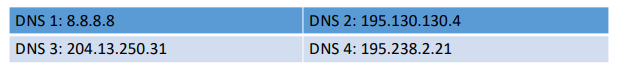 DNS 1: 8.8.8.8 DNS 2: 195.130.130.4
DNS 3: 204.13.250.31 DNS 4: 195.238.2.21